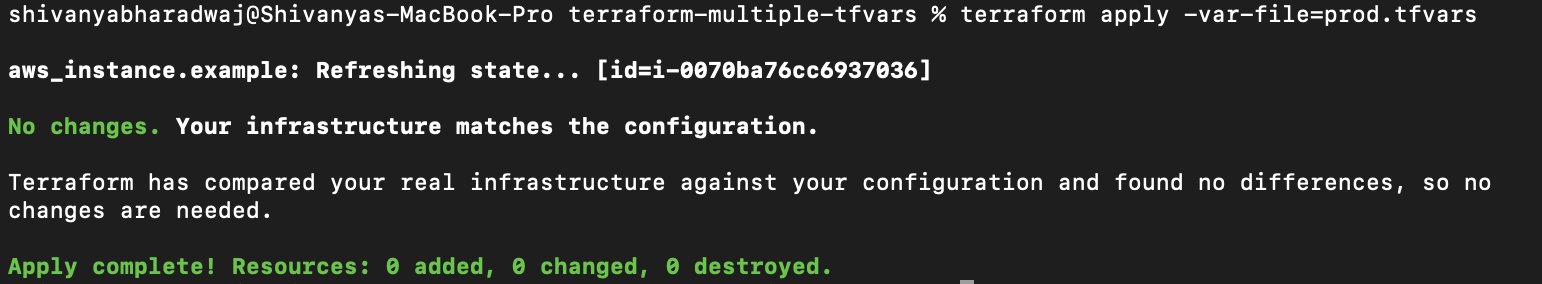 shivanyabharadwaj@Shivanyas-MacBook-Pro terraform-multiple-tfvars % terraform apply -var-file=prod.tfvars
aws_instance.example: Refreshing state... [id=i-0070ba76cc6937036]
No changes. Your infrastructure matches the configuration.
Terraform has compared your real infrastructure against your configuration and found no differences, so no
changes are needed.
Apply complete! Resources: 0 added, 0 changed, 0 destroyed.